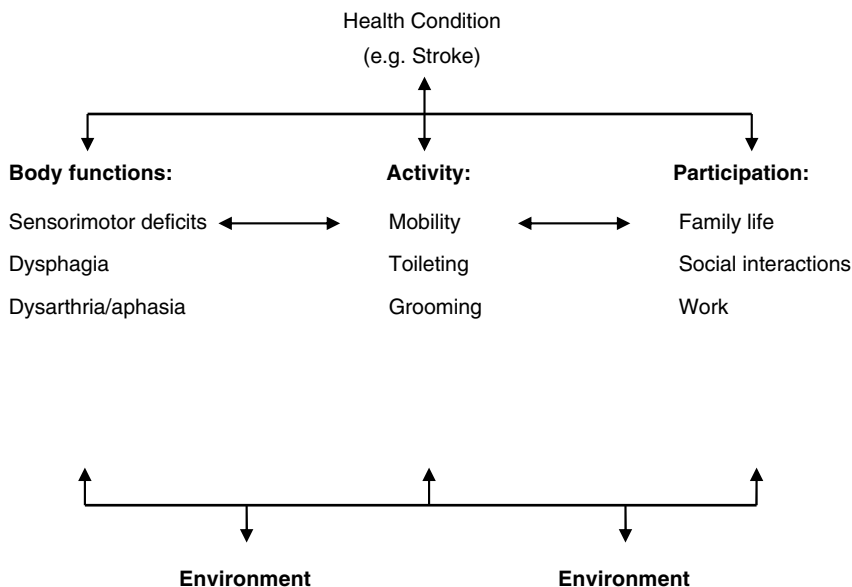 Health Condition
(e.g. Stroke)
Body functions: Activity: Participation:
Sensorimotor deficits Mobility Family life
Dysphagia Toileting Social interactions
Dysarthria/aphasia Grooming Work
Environment Environment